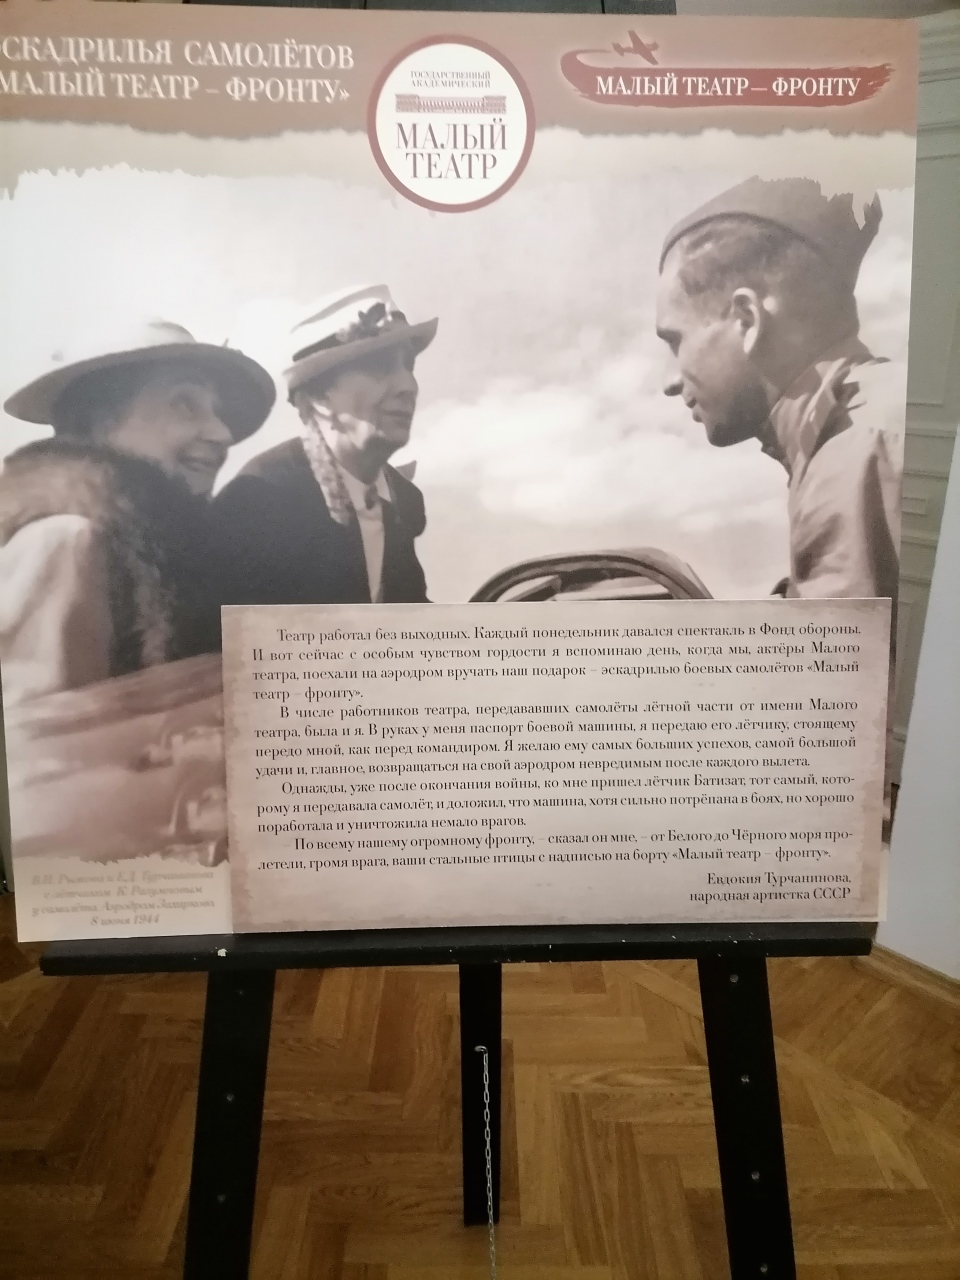 ЭСКАДРИЛЬЯ САМОЛЁТОВ
МАЛЫЙ ТЕАТР – ФРОНТУ»
ГОСУДАРСТВЕННЫЙ
АКАДЕМИЧЕСКИЙ
МАЛЫЙ
ТЕАТР
МАЛЫЙ ТЕАТР — ФРОНТУ
Театр работал без выходных. Каждый понедельник давался спектакль в Фонд обороны.
И вот сейчас с особым чувством гордости я вспоминаю день, когда мы, актёры Малого
театра, поехали на аэродром вручать наш подарок – эскадрилью боевых самолётов «Малый
театр – фронту».
В числе работников театра, передававших самолёты лётной части от имени Малого
театра, была и я. В руках у меня паспорт боевой машины, я передаю его лётчику, стоящему
передо мной, как перед командиром. Я желаю ему самых больших успехов, самой большой
удачи и, главное, возвращаться на свой аэродром невредимым после каждого вылета.
Однажды, уже после окончания войны, ко мне пришел лётчик Батизат, тот самый, кото-
рому я передавала самолёт, и доложил, что машина, хотя сильно потрёпана в боях, но хорошо
поработала и уничтожила немало врагов.
– По всему нашему огромному фронту, – сказал он мне, – от Белого до Чёрного моря про-
летели, громя врага, ваши стальные птицы с надписью на борту «Малый театр – фронту».
Евдокия Турчанинова,
народная артистка СССР
В.Н. Рыжова и Е.Д. Турчанинова
с лётчиком К. Разумовым
у самолёта. Аэродром Захарково
8 июня 1944